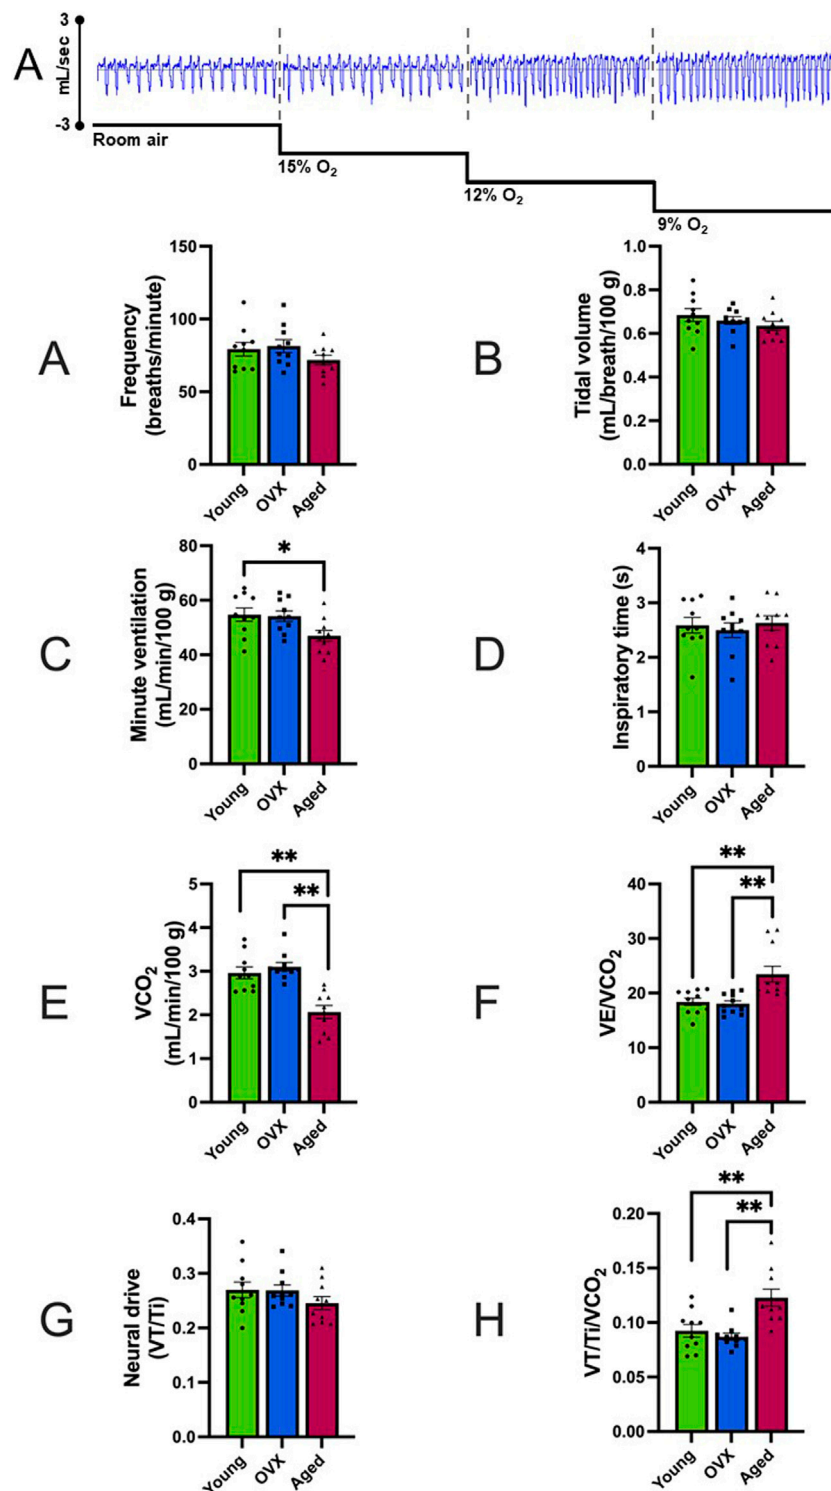 A
3
mL/sec
-3
Room air
15% O₂
12% O₂
9% O₂
A
Frequency
(breaths/minute)
150
100
50
0
Young
OVX
Aged
B
Tidal volume
(mL/breath/100 g)
1.0
0.8
0.6
0.4
0.2
0.0
Young
OVX
Aged
C
Minute ventilation
(mL/min/100 g)
80
60
40
20
0
*
Young
OVX
Aged
D
Inspiratory time (s)
4
3
2
1
0
Young
OVX
Aged
E
VCO₂
(mL/min/100 g)
5
4
3
2
1
0
**
**
Young
OVX
Aged
F
VE/VCO₂
40
30
20
10
0
**
**
Young
OVX
Aged
G
Neural drive
(VT/Ti)
0.4
0.3
0.2
0.1
0.0
Young
OVX
Aged
H
VT/Ti/VCO₂
0.20
0.15
0.10
0.05
0.00
**
**
Young
OVX
Aged